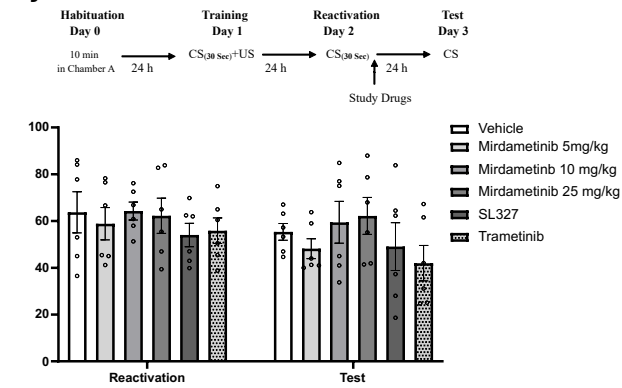 Habituation Training Reactivation Test
Day 0 Day 1 Day 2 Day 3
10 min CS(30 Sec)+US CS(30 Sec) CS
in Chamber A 24 h 24 h 24 h
Study Drugs
100
80
60
40
20
0
Reactivation Test
Vehicle
Mirdametinib 5mg/kg
Mirdametinb 10 mg/kg
Mirdametinib 25 mg/kg
SL327
Trametinib